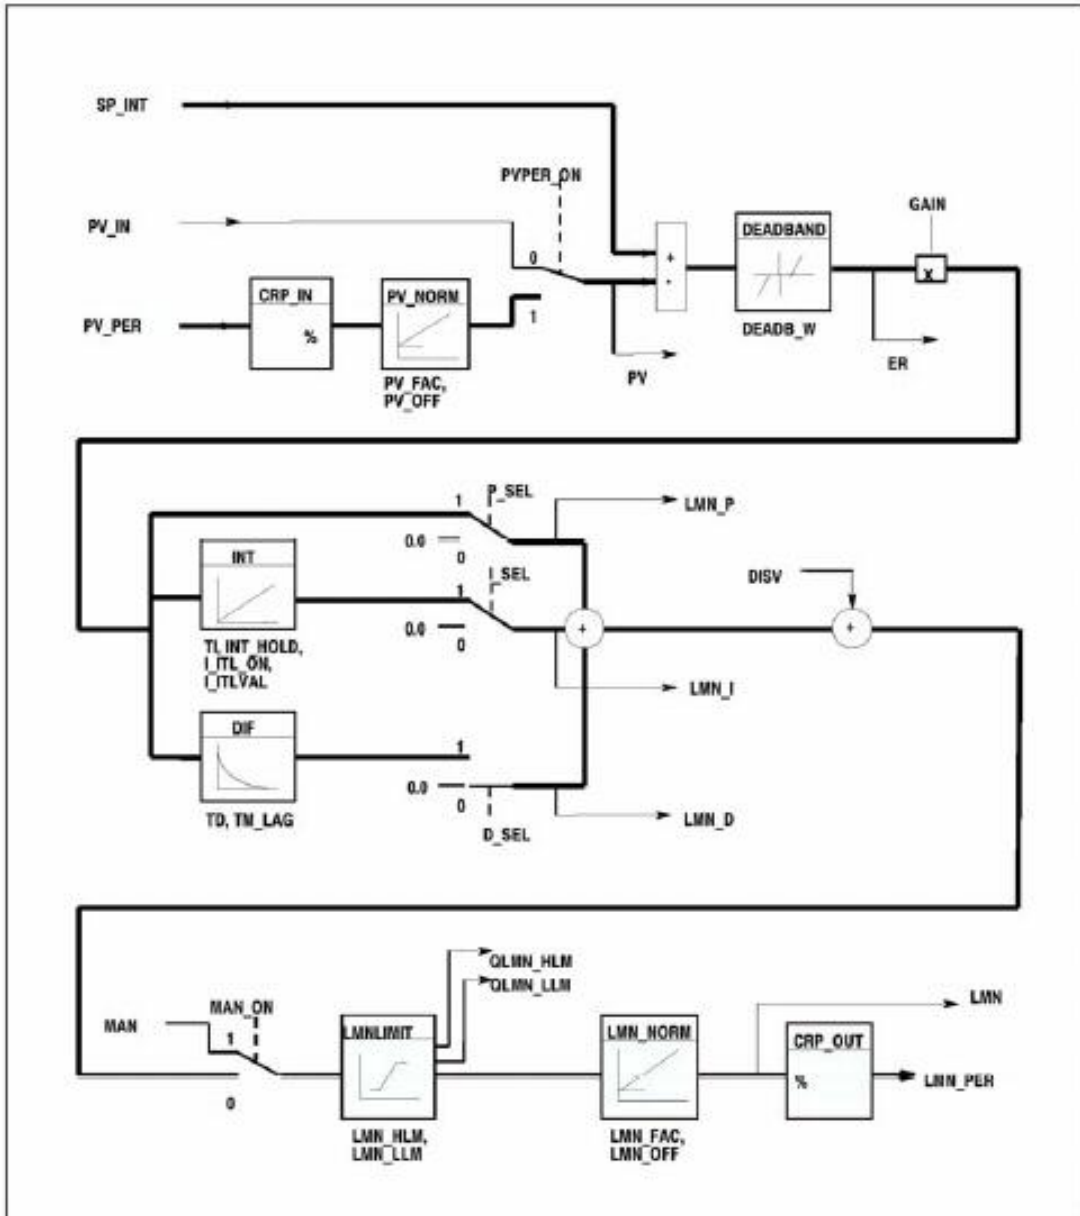 SP_INT
PVPER_ON
PV_IN
GAIN
DEADBAND
0
+
-
X
CRP_IN
%
PV_NORM
PV_PER
1
DEADB_W
ER
PV
PV_FAC,
PV_OFF
P_SEL
1
LMN_P
0.0
0
INT
I_SEL
1
DISV
0.0
0
+
+
TI, INT_HOLD,
I_ITL_ON,
I_ITLVAL
LMN_I
DIF
1
0.0
0
TD, TM_LAG
D_SEL
LMN_D
QLMN_HLM
QLMN_LLM
MAN_ON
MAN
1
0
LMNLIMIT
LMN_NORM
LMN
CRP_OUT
%
LMN_PER
LMN_HLM,
LMN_LLM
LMN_FAC,
LMN_OFF